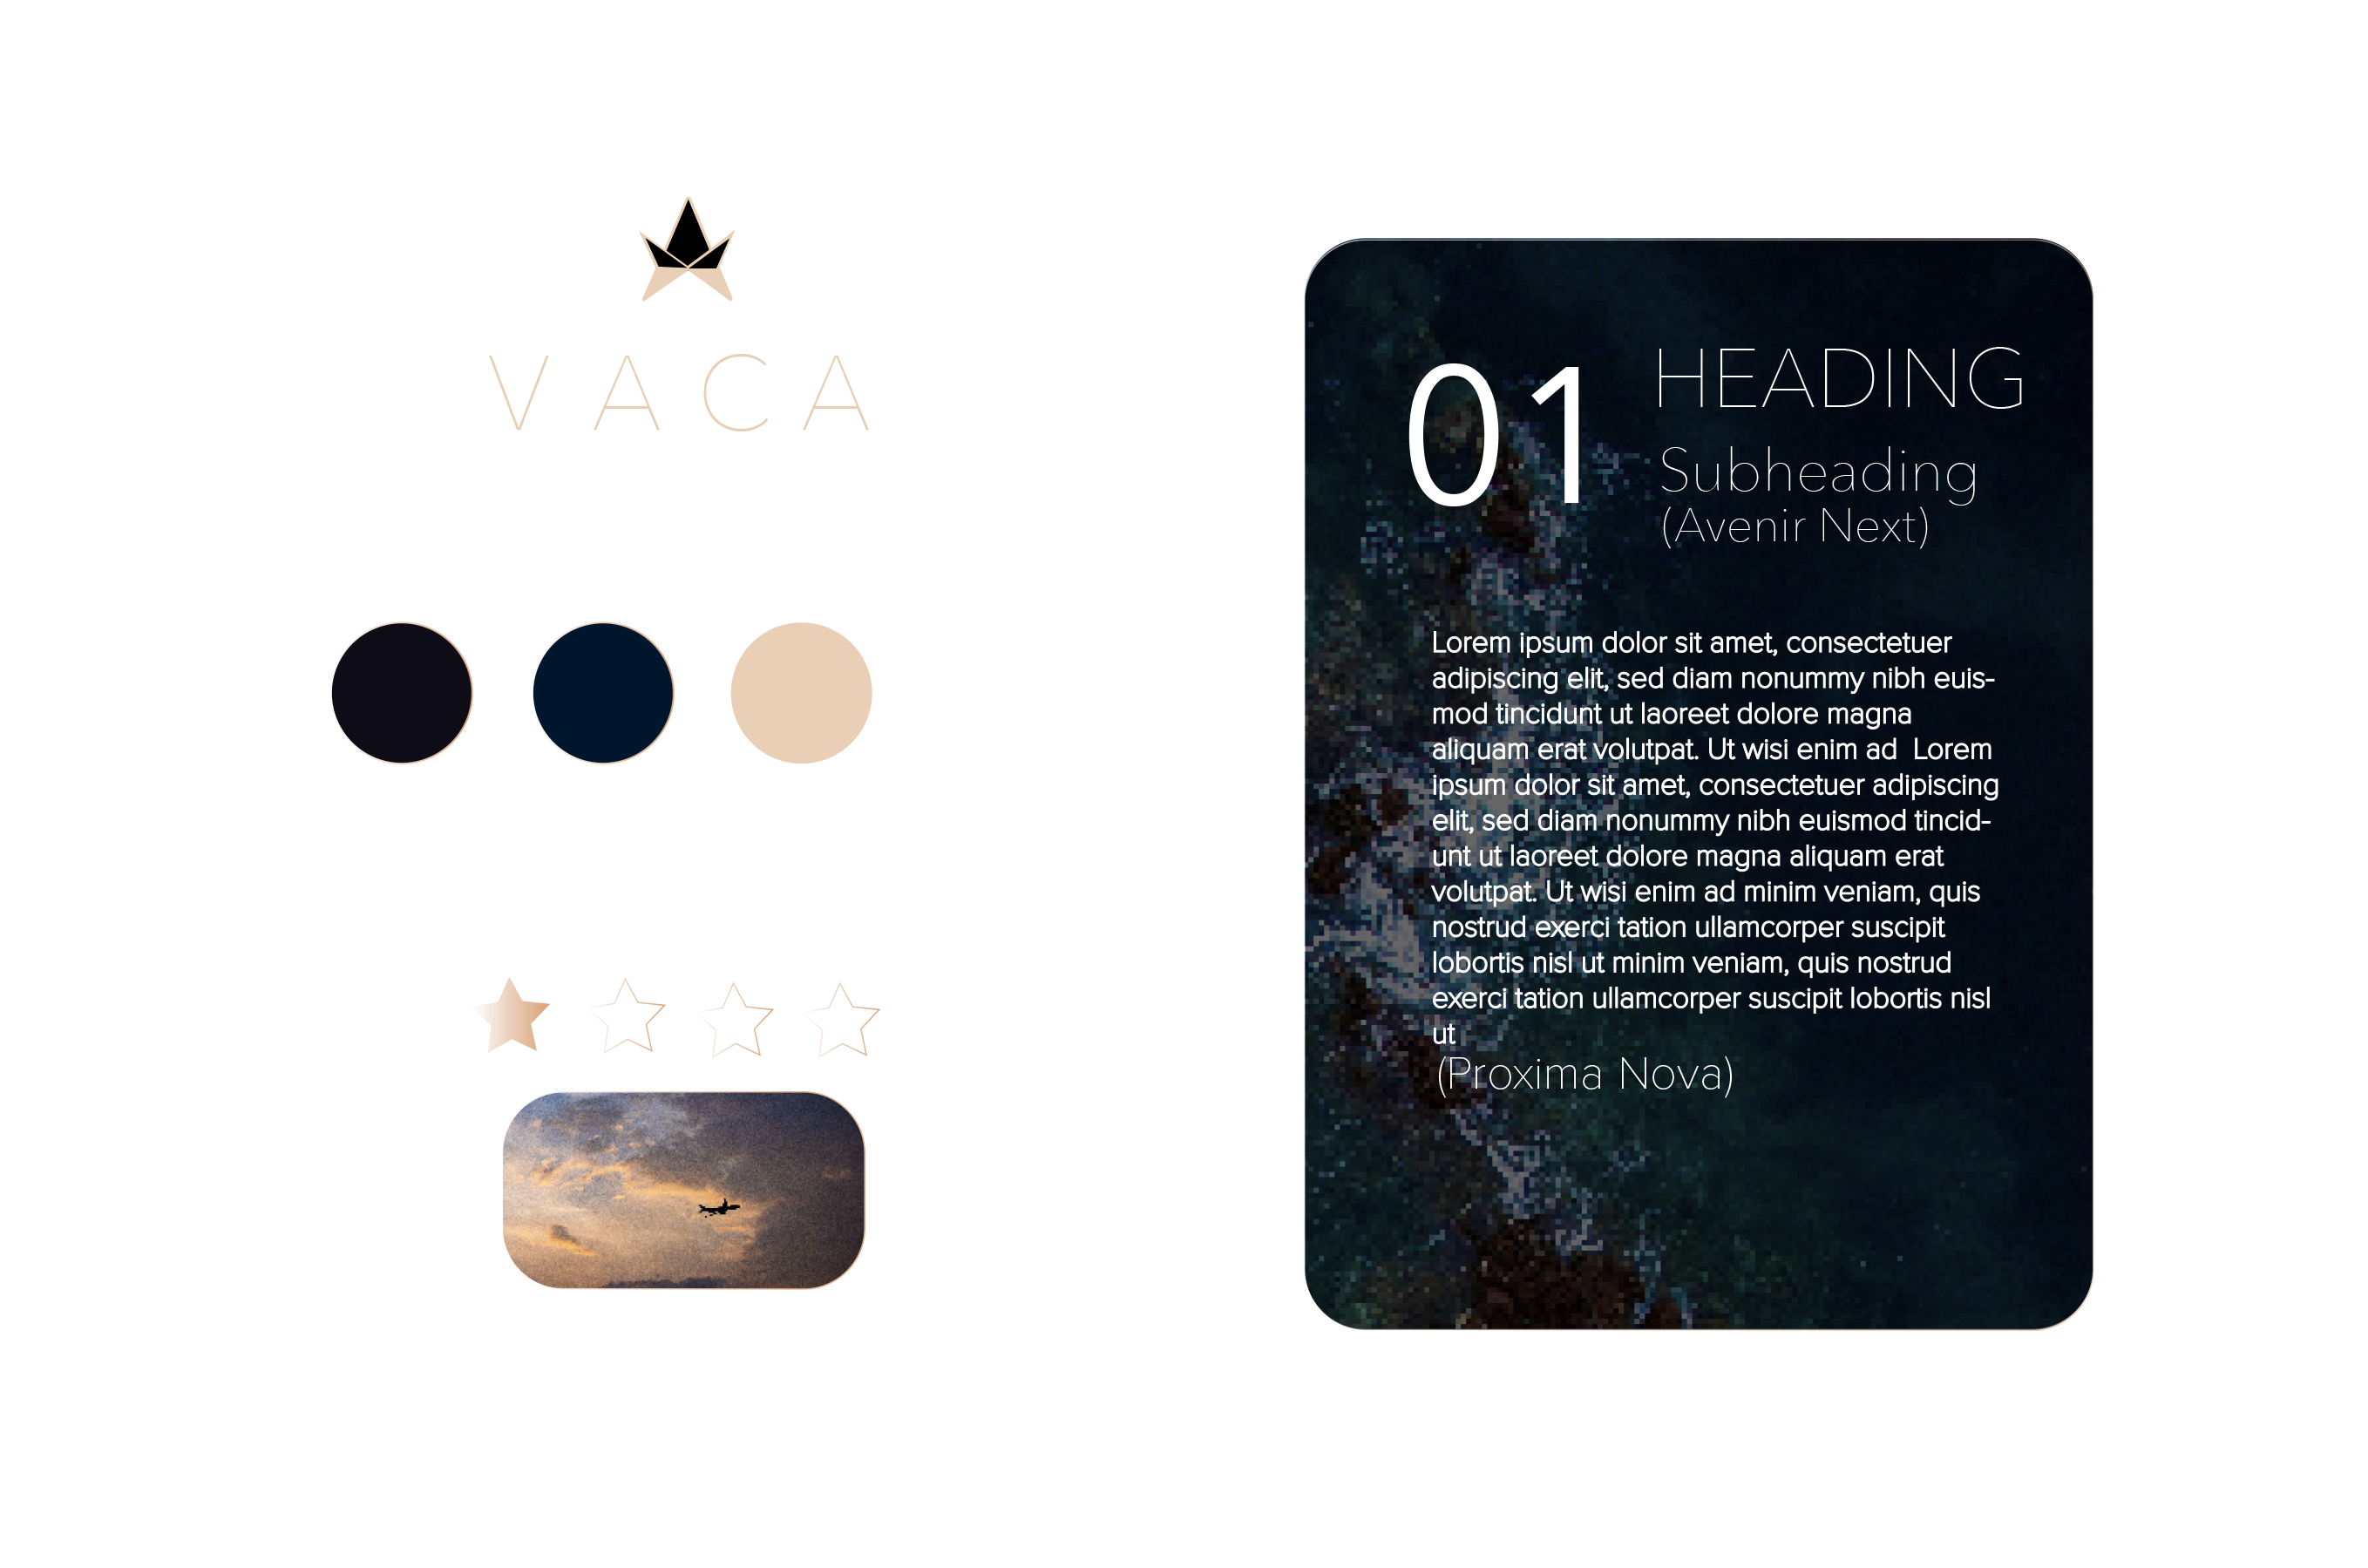 VACA
01
HEADING
Subheading
(Avenir Next)
Lorem ipsum dolor sit amet, consectetuer
adipiscing elit, sed diam nonummy nibh euis-
mod tincidunt ut laoreet dolore magna
aliquam erat volutpat. Ut wisi enim ad  Lorem
ipsum dolor sit amet, consectetuer adipiscing
elit, sed diam nonummy nibh euismod tincid-
unt ut laoreet dolore magna aliquam erat
volutpat. Ut wisi enim ad minim veniam, quis
nostrud exerci tation ullamcorper suscipit
lobortis nisl ut minim veniam, quis nostrud
exerci tation ullamcorper suscipit lobortis nisl
ut
(Proxima Nova)